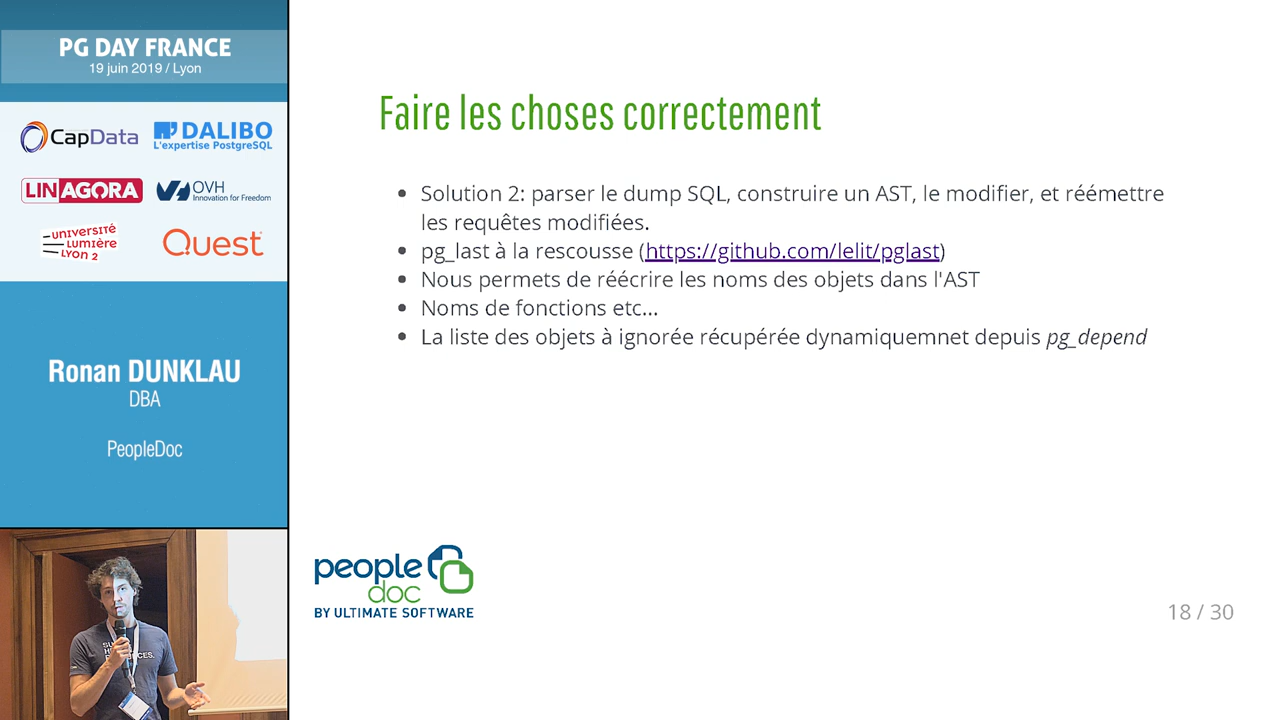 PG DAY FRANCE
19 juin 2019 / Lyon
CapData
DALIBO
L'expertise PostgreSQL
LINAGORA
OVH
Innovation for Freedom
UNIVERSITÉ
LUMIÈRE
LYON 2
Quest
Ronan DUNKLAU
DBA
PeopleDoc
Faire les choses correctement
Solution 2: parser le dump SQL, construire un AST, le modifier, et réémettre
les requêtes modifiées.
pg_last à la rescousse (https://github.com/lelit/pglast)
Nous permets de réécrire les noms des objets dans l'AST
Noms de fonctions etc...
La liste des objets à ignorée récupérée dynamiquemnet depuis pg_depend
people
doc
BY ULTIMATE SOFTWARE
18 / 30